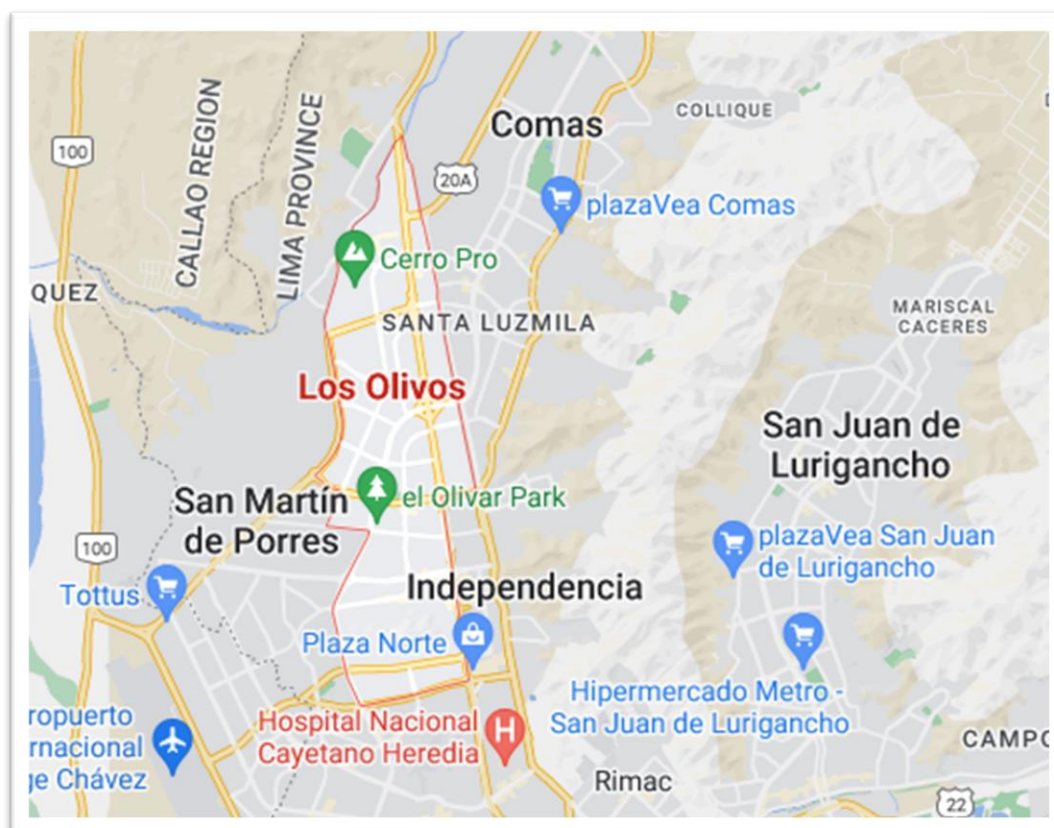 Comas
COLLIQUE
CALLAO REGION
LIMA PROVINCE
100
20A
plazaVea Comas
Cerro Pro
QUEZ
SANTA LUZMILA
MARISCAL
CACERES
Los Olivos
San Juan de
Lurigancho
San Martín
de Porres
el Olivar Park
100
plazaVea San Juan
de Lurigancho
Tottus
Independencia
Plaza Norte
Hipermercado Metro -
San Juan de Lurigancho
ropuerto
rnacional
ge Chávez
Hospital Nacional
Cayetano Heredia
H
CAMPO
Rimac
22